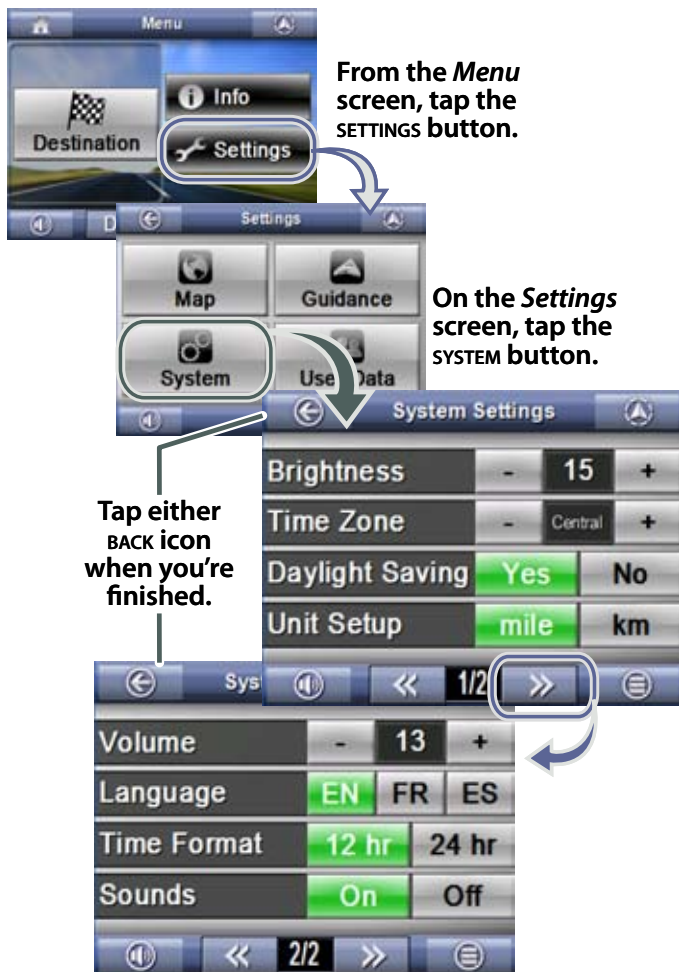 Menu
From the Menu
screen, tap the
SETTINGS button.
Info
Destination
Settings
Settings
Map
Guidance
On the Settings
screen, tap the
SYSTEM button.
System
System Settings
Brightness - 15 +
Time Zone - Central +
Daylight Saving Yes No
Unit Setup mile km
1/2
Tap either
BACK icon
when you're
finished.
Volume - 13 +
Language EN FR ES
Time Format 12 hr 24 hr
Sounds On Off
2/2